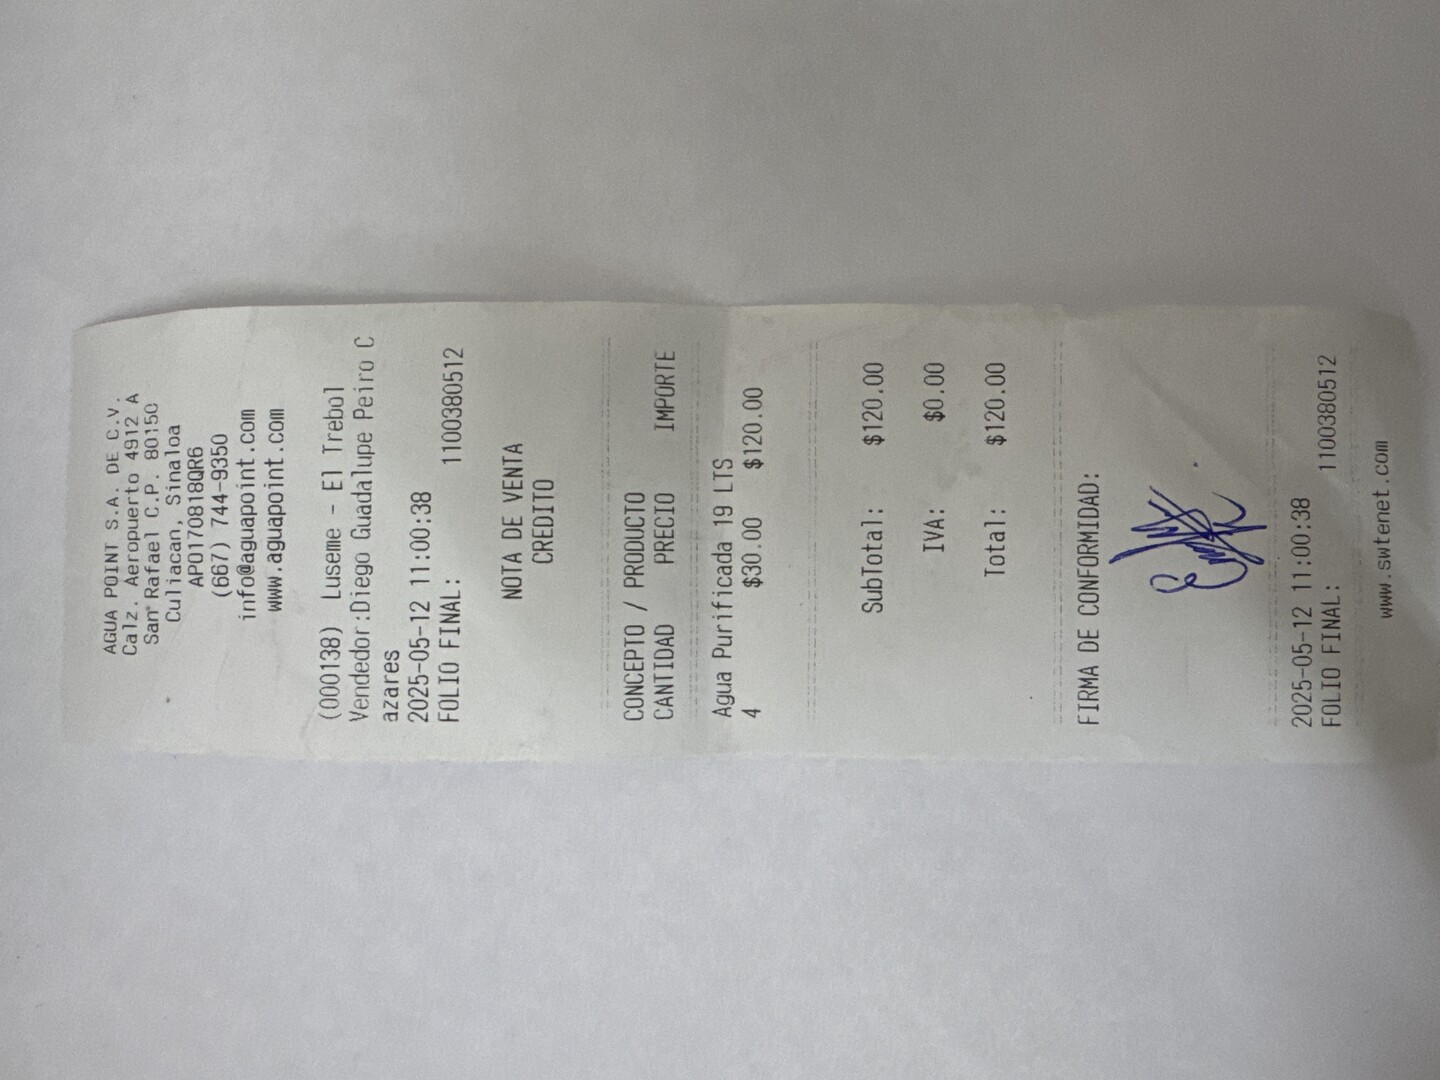 AGUA POINT S.A. DE C.V.
Calz. Aeropuerto 4912 A
San Rafael C.P. 80150
Culiacan, Sinaloa
APO170818QR6
(667) 744-9350
info@aguapoint.com
www.aguapoint.com
(000138) Luseme - El Trebol
Vendedor:Diego Guadalupe Peiro C
azares
2025-05-12 11:00:38
FOLIO FINAL: 1100380512
NOTA DE VENTA
CREDITO
CONCEPTO / PRODUCTO
CANTIDAD PRECIO IMPORTE
Agua Purificada 19 LTS
4 $30.00 $120.00
SubTotal: $120.00
IVA: $0.00
Total: $120.00
FIRMA DE CONFORMIDAD:
2025-05-12 11:00:38
FOLIO FINAL: 1100380512
www.swtenet.com